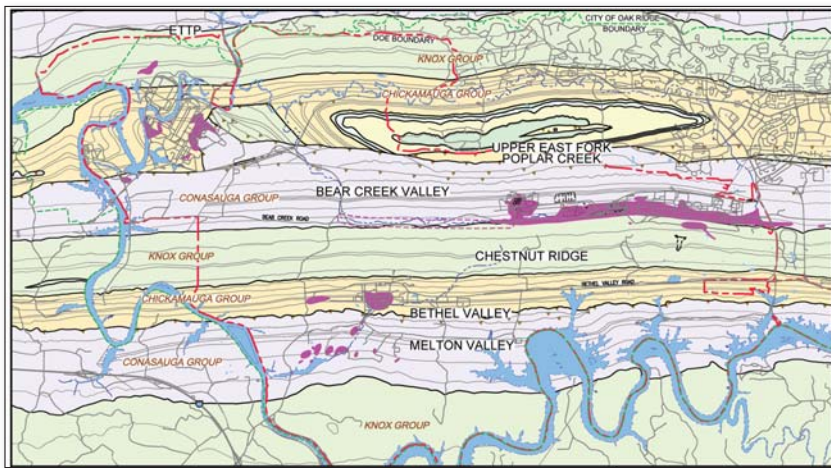 CITY OF OAK RIDGE
BOUNDARY
ETTP
DOE BOUNDARY
KNOX GROUP
CHICKAMAUGA GROUP
UPPER EAST FORK
POPLAR CREEK
BEAR CREEK VALLEY
CONASAUGA GROUP
BEAR CREEK ROAD
KNOX GROUP
CHESTNUT RIDGE
BETHEL VALLEY ROAD
CHICKAMAUGA GROUP
BETHEL VALLEY
MELTON VALLEY
CONASAUGA GROUP
KNOX GROUP